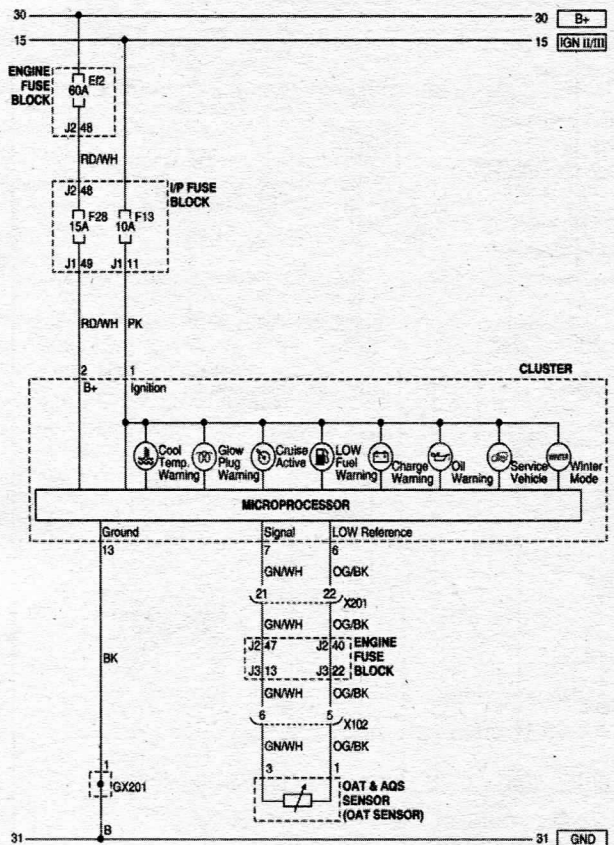 30 30 B+
15 15 IGN II/III
ENGINE FUSE BLOCK
Ef2
60A
J2 48
RD/WH
J2 48
I/P FUSE BLOCK
F28 F13
15A 10A
J1 49 J1 11
RD/WH PK
2 1
CLUSTER
B+ Ignition
Cool Temp. Warning
Glow Plug Warning
Cruise Active
LOW Fuel Warning
Charge Warning
Oil Warning
Service Vehicle
WINTER
Winter Mode
MICROPROCESSOR
Ground Signal LOW Reference
13 7 6
GN/WH OG/BK
21 22 X201
GN/WH OG/BK
J2 47 J2 40
ENGINE FUSE BLOCK
J3 13 J3 22
BK
GN/WH OG/BK
6 5 X102
GN/WH OG/BK
3 1
OAT & AQS SENSOR (OAT SENSOR)
1
GX201
B
31 31 GND